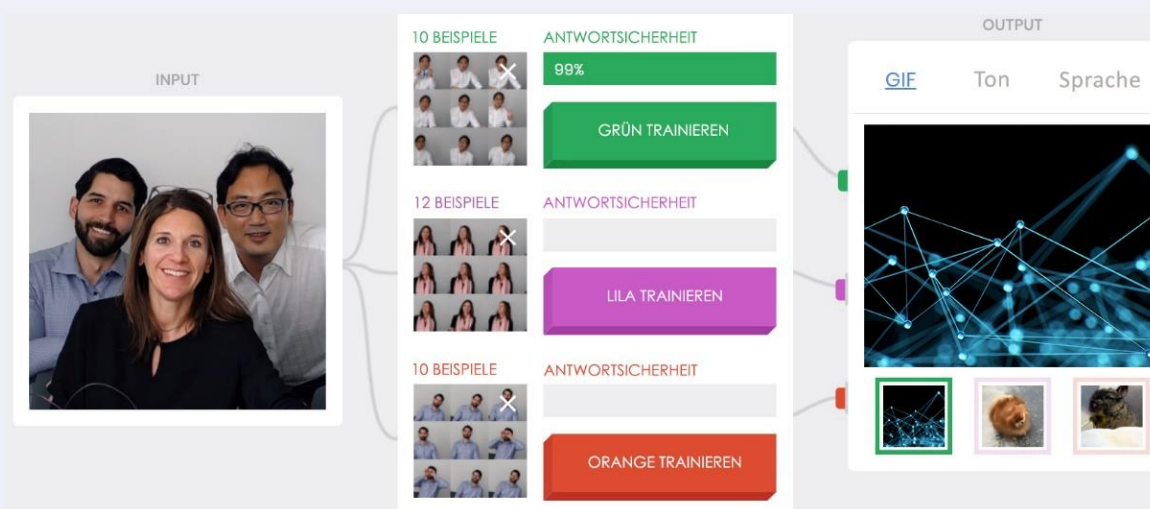 INPUT
10 BEISPIELE
ANTWORTSICHERHEIT
99%
GRÜN TRAINIEREN
12 BEISPIELE
ANTWORTSICHERHEIT
LILA TRAINIEREN
10 BEISPIELE
ANTWORTSICHERHEIT
ORANGE TRAINIEREN
OUTPUT
GIF Ton Sprache